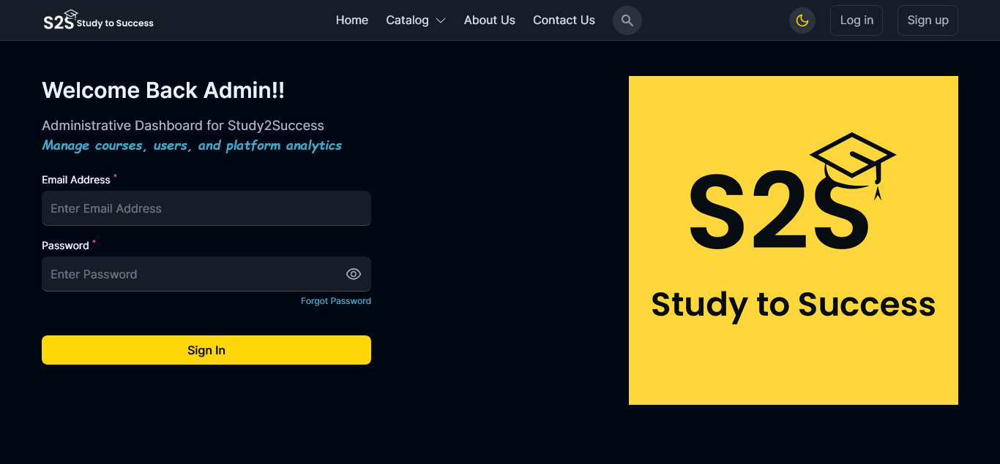 S2S Study to Success
Home Catalog About Us Contact Us
Log in Sign up
Welcome Back Admin!!
Administrative Dashboard for Study2Success
Manage courses, users, and platform analytics
Email Address *
Enter Email Address
Password *
Enter Password
Forgot Password
Sign In
S2S
Study to Success